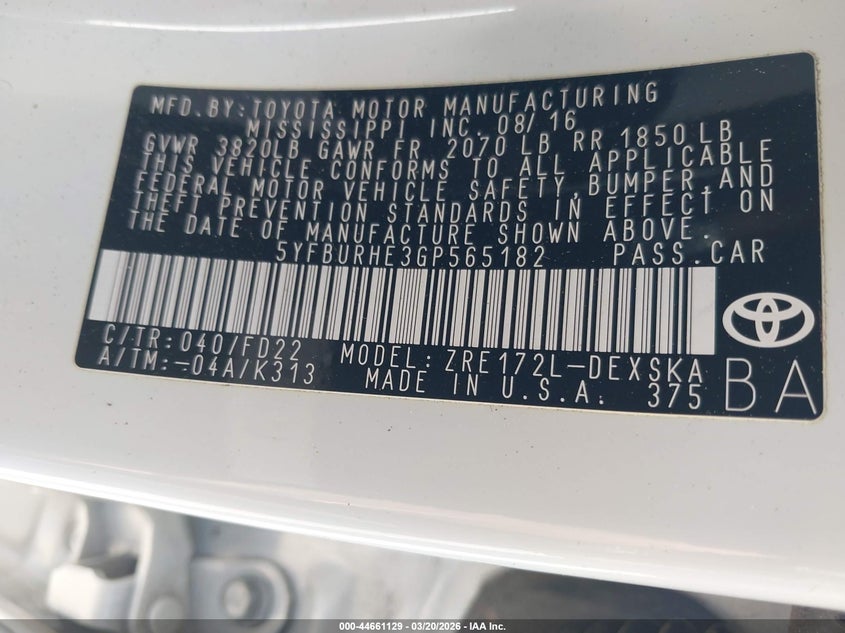 MFD. BY: TOYOTA MOTOR MANUFACTURING
MISSISSIPPI INC. 08/16
GVWR 3820LB GAWR FR 2070 LB RR 1850 LB
THIS VEHICLE CONFORMS TO ALL APPLICABLE
FEDERAL MOTOR VEHICLE SAFETY, BUMPER, AND
THEFT PREVENTION STANDARDS IN EFFECT ON
THE DATE OF MANUFACTURE SHOWN ABOVE.
5YFBURHE3GP565182 PASS. CAR
C/TR: 040/FD22
A/TM: -04A/K313
MODEL: ZRE172L-DEXSKA
MADE IN U.S.A. 375
BA
000-44661129 - 03/20/2026 - IAA Inc.